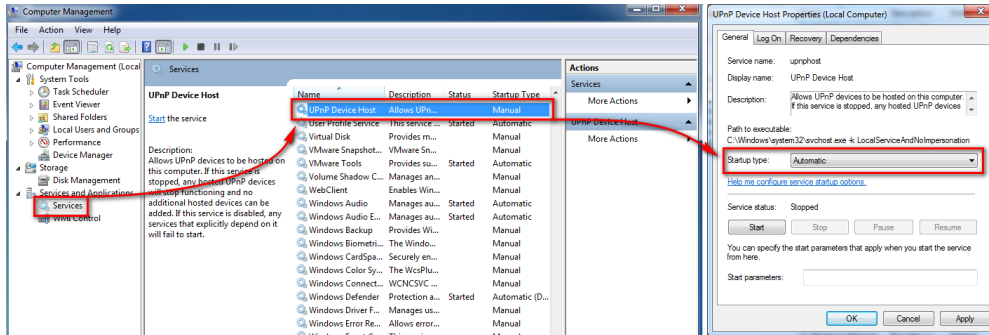 Computer Management
File Action View Help
Computer Management (Local
System Tools
Task Scheduler
Event Viewer
Shared Folders
Local Users and Groups
Performance
Device Manager
Storage
Disk Management
Services and Applications
Services
WMI Control
Services
UPnP Device Host
Start the service
Description:
Allows UPnP devices to be hosted on
this computer. If this service is
stopped, any hosted UPnP devices
will stop functioning and no
additional hosted devices can be
added. If this service is disabled, any
services that explicitly depend on it
will fail to start.
Name Description Status Startup Type
UPnP Device Host Allows UPn... Manual
User Profile Service This service ... Started Automatic
Virtual Disk Provides m... Manual
VMware Snapshot... VMware Sn... Manual
VMware Tools Provides su... Started Automatic
Volume Shadow C... Manages an... Manual
WebClient Enables Win... Manual
Windows Audio Manages au... Started Automatic
Windows Audio E... Manages au... Started Automatic
Windows Backup Provides Wi... Manual
Windows Biometri... The Windo... Manual
Windows CardSpa... Securely en... Manual
Windows Color Sy... The WcsPlu... Manual
Windows Connect... WCNCSVC ... Manual
Windows Defender Protection a... Started Automatic (D...
Windows Driver F... Manages us... Manual
Windows Error Re... Allows error... Manual
Actions
Services
More Actions
UPnP Device Host
More Actions
UPnP Device Host Properties (Local Computer)
General Log On Recovery Dependencies
Service name: upnphost
Display name: UPnP Device Host
Description: Allows UPnP devices to be hosted on this computer.
If this service is stopped, any hosted UPnP devices
Path to executable:
C:\Windows\system32\svchost.exe -k LocalServiceAndNoImpersonation
Startup type: Automatic
Help me configure service startup options.
Service status: Stopped
Start Stop Pause Resume
You can specify the start parameters that apply when you start the service
from here.
Start parameters:
OK Cancel Apply